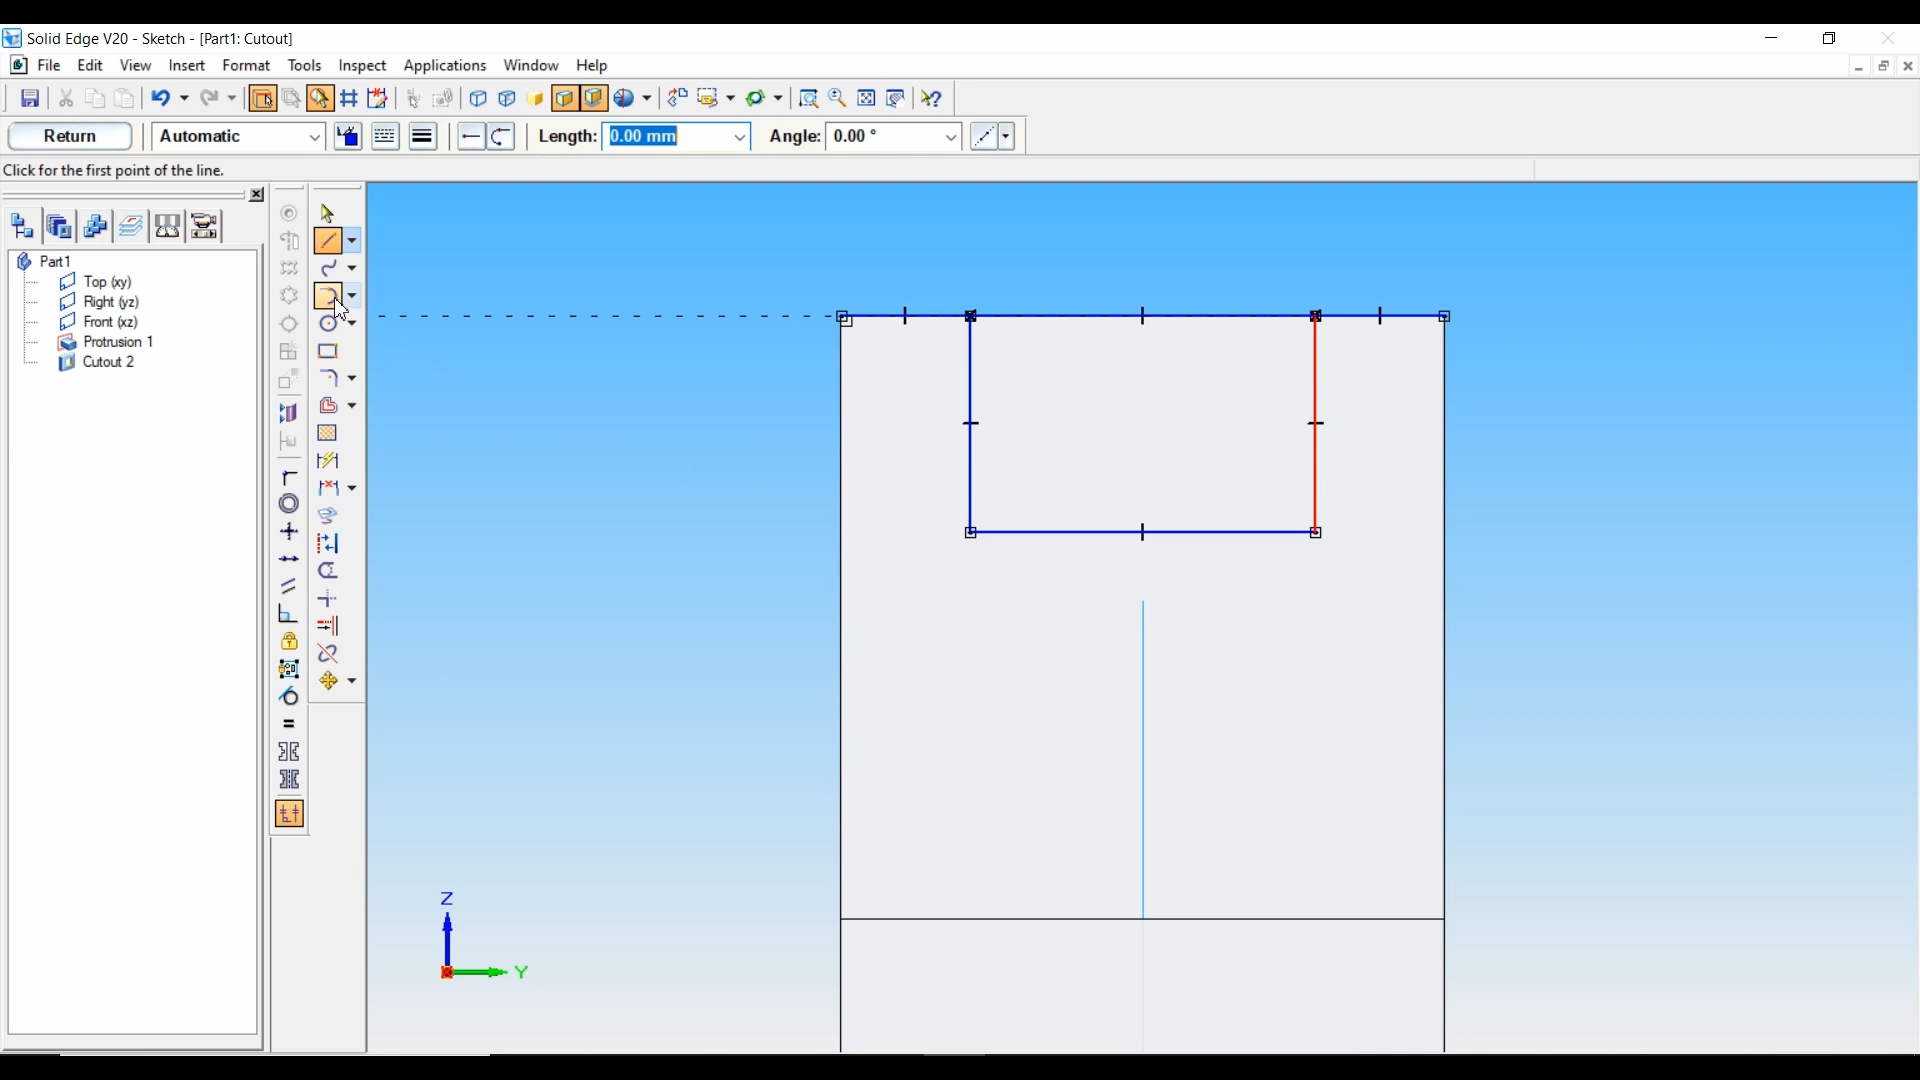 Solid Edge V20 - Sketch - [Part1: Cutout]
File Edit View Insert Format Tools Inspect Applications Window Help
Return Automatic Length: 0.00 mm Angle: 0.00 °
Click for the first point of the line.
Part1
Top (xy)
Right (yz)
Front (xz)
Protrusion 1
Cutout 2
Z
Y